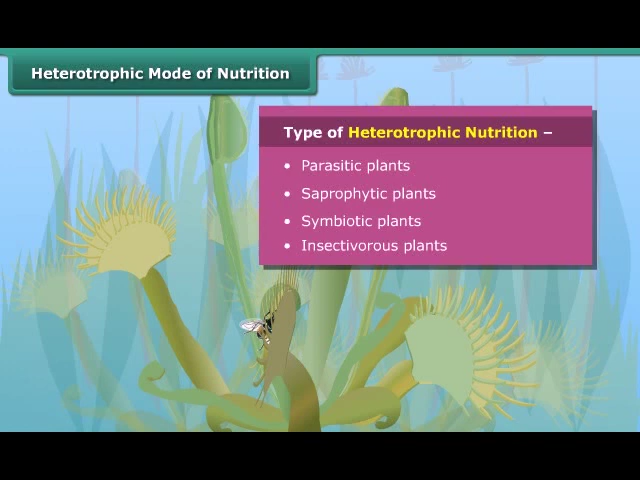 Heterotrophic Mode of Nutrition
Type of Heterotrophic Nutrition –
• Parasitic plants
• Saprophytic plants
• Symbiotic plants
• Insectivorous plants